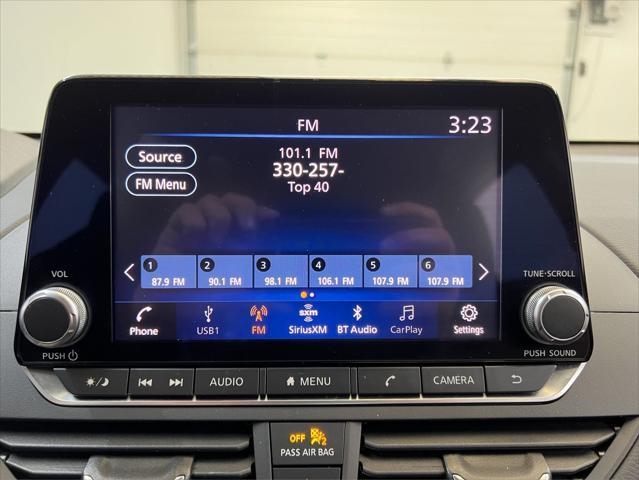 FM 3:23
Source
101.1 FM
330-257-
FM Menu
Top 40
1 2 3 4 5 6
87.9 FM 90.1 FM 98.1 FM 106.1 FM 107.9 FM 107.9 FM
VOL
TUNE·SCROLL
sxm
Phone USB1 FM SiriusXM BT Audio CarPlay Settings
PUSH
PUSH SOUND
AUDIO MENU CAMERA
OFF 2
PASS AIR BAG